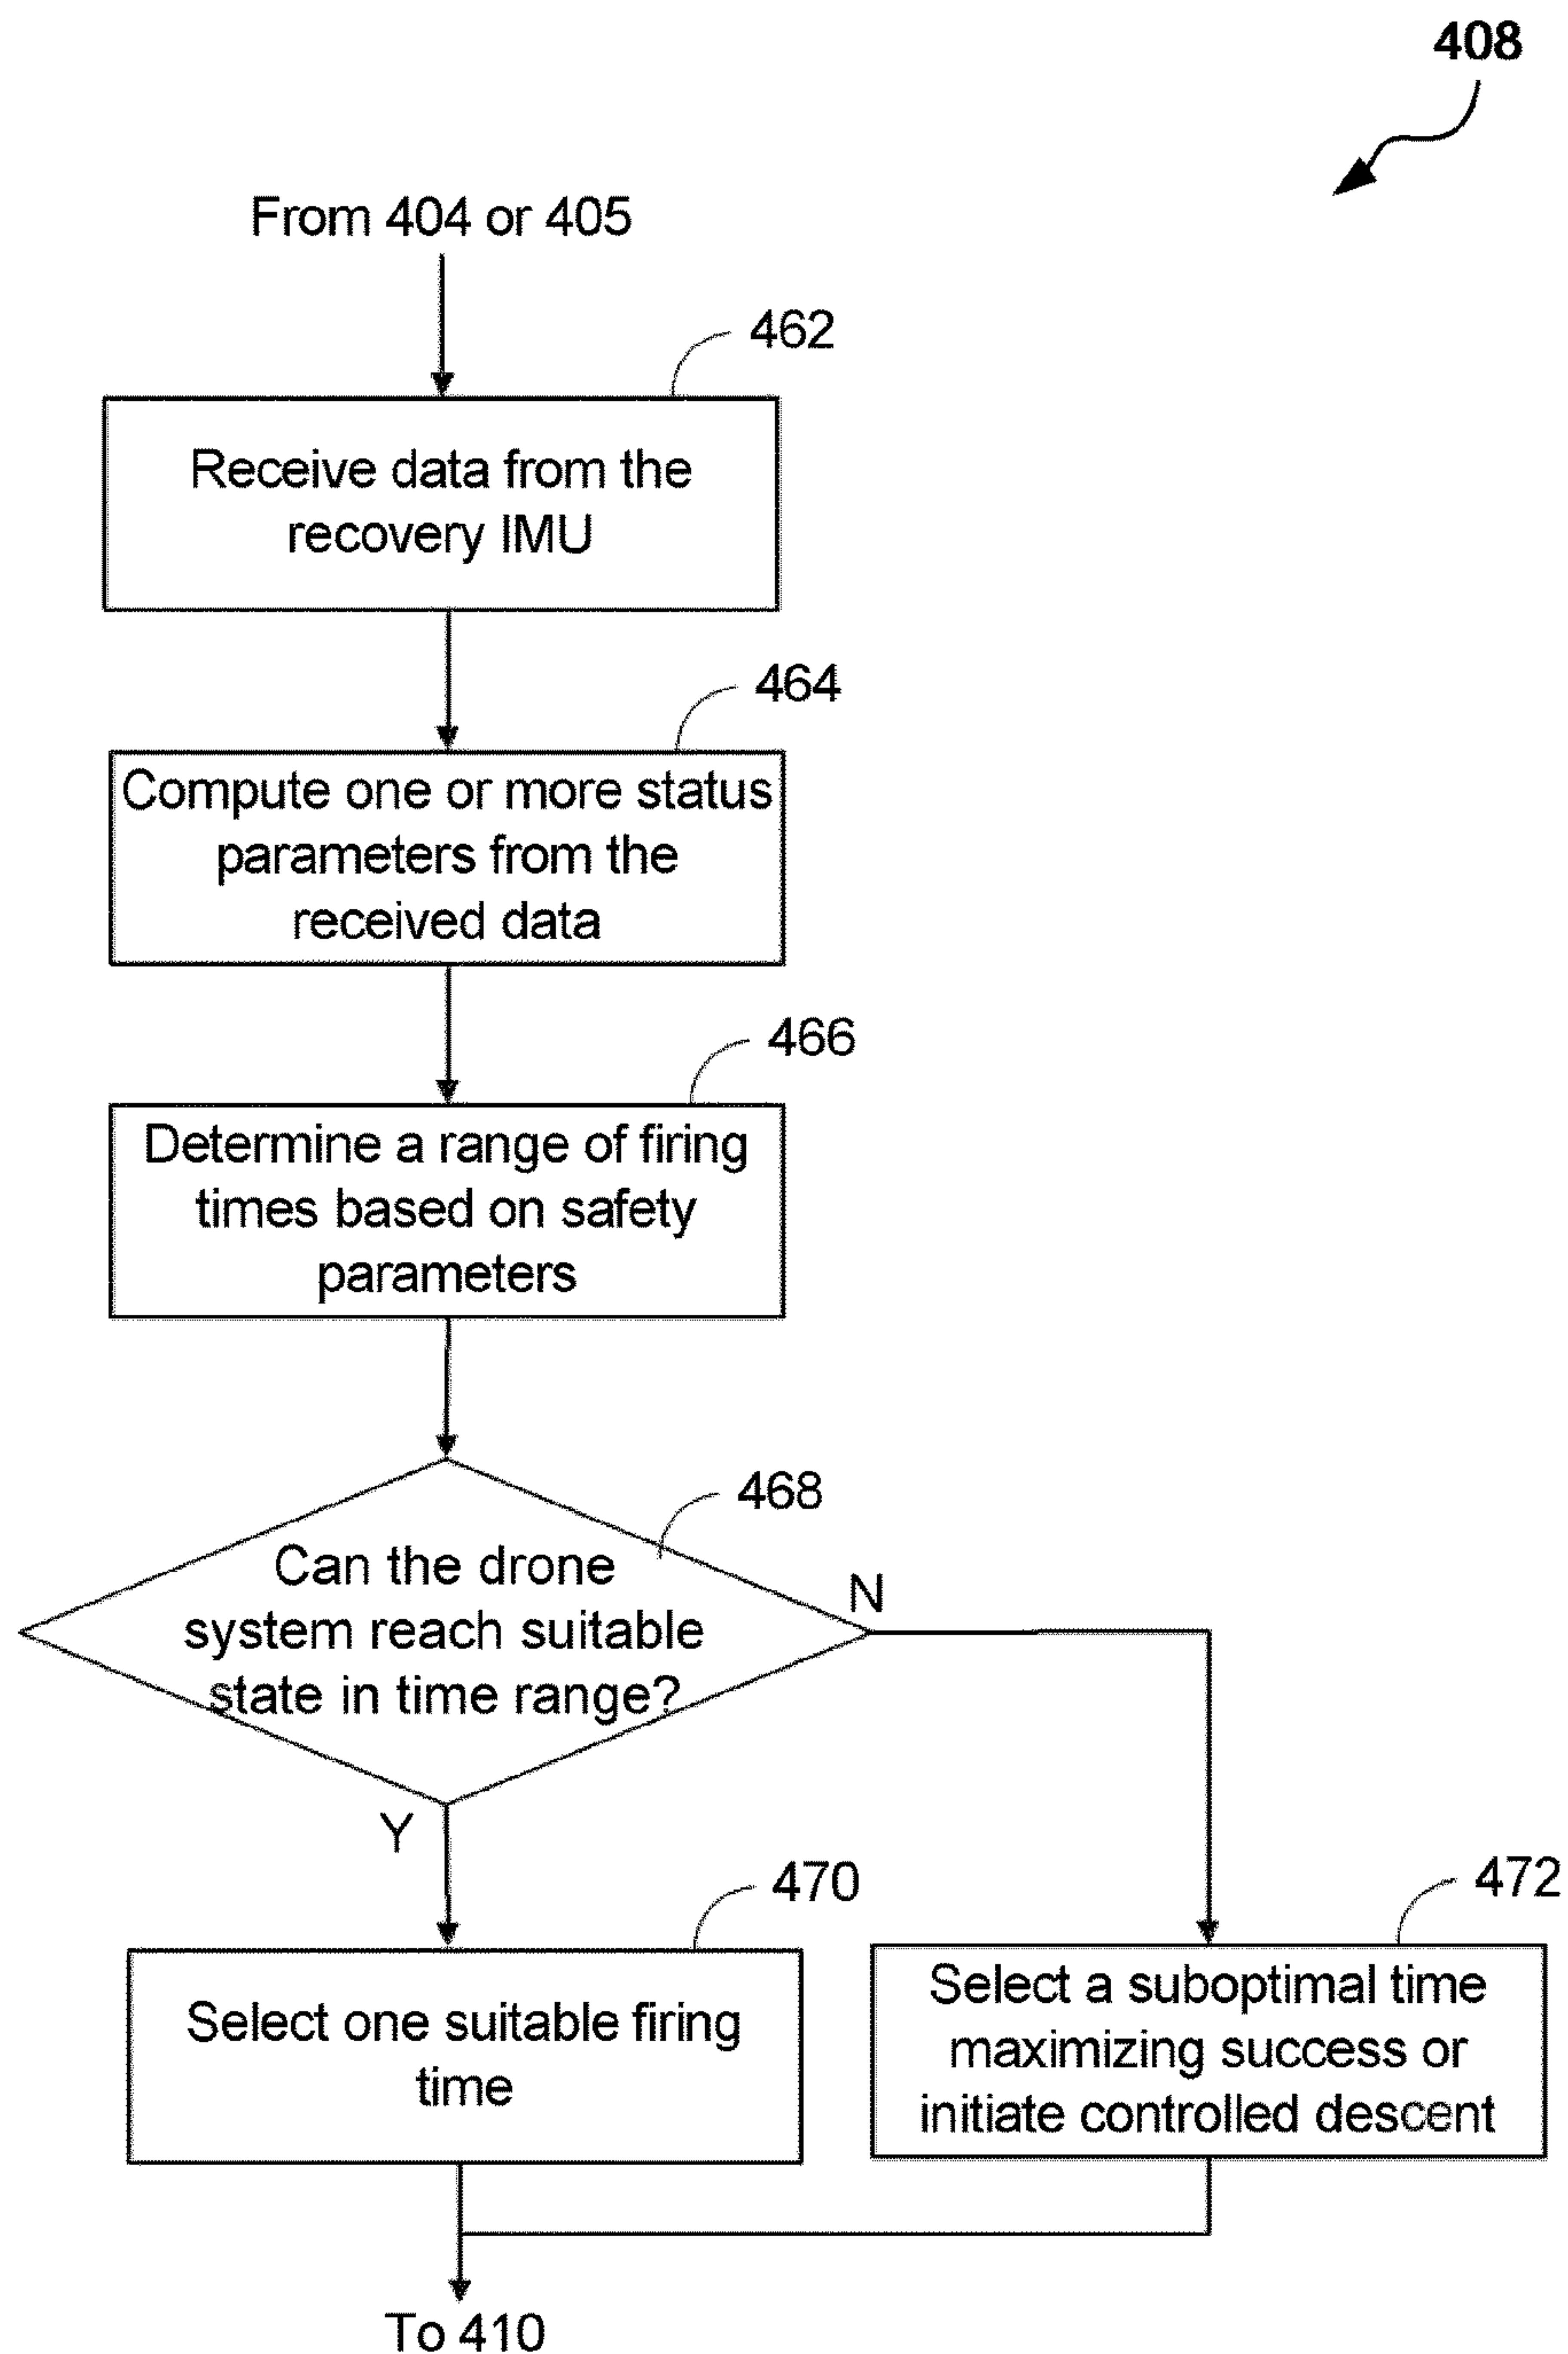 408
From 404 or 405
462
Receive data from the
recovery IMU
464
Compute one or more status
parameters from the
received data
466
Determine a range of firing
times based on safety
parameters
468
Can the drone
system reach suitable
state in time range?
N
Y
470
Select one suitable firing
time
472
Select a suboptimal time
maximizing success or
initiate controlled descent
To 410